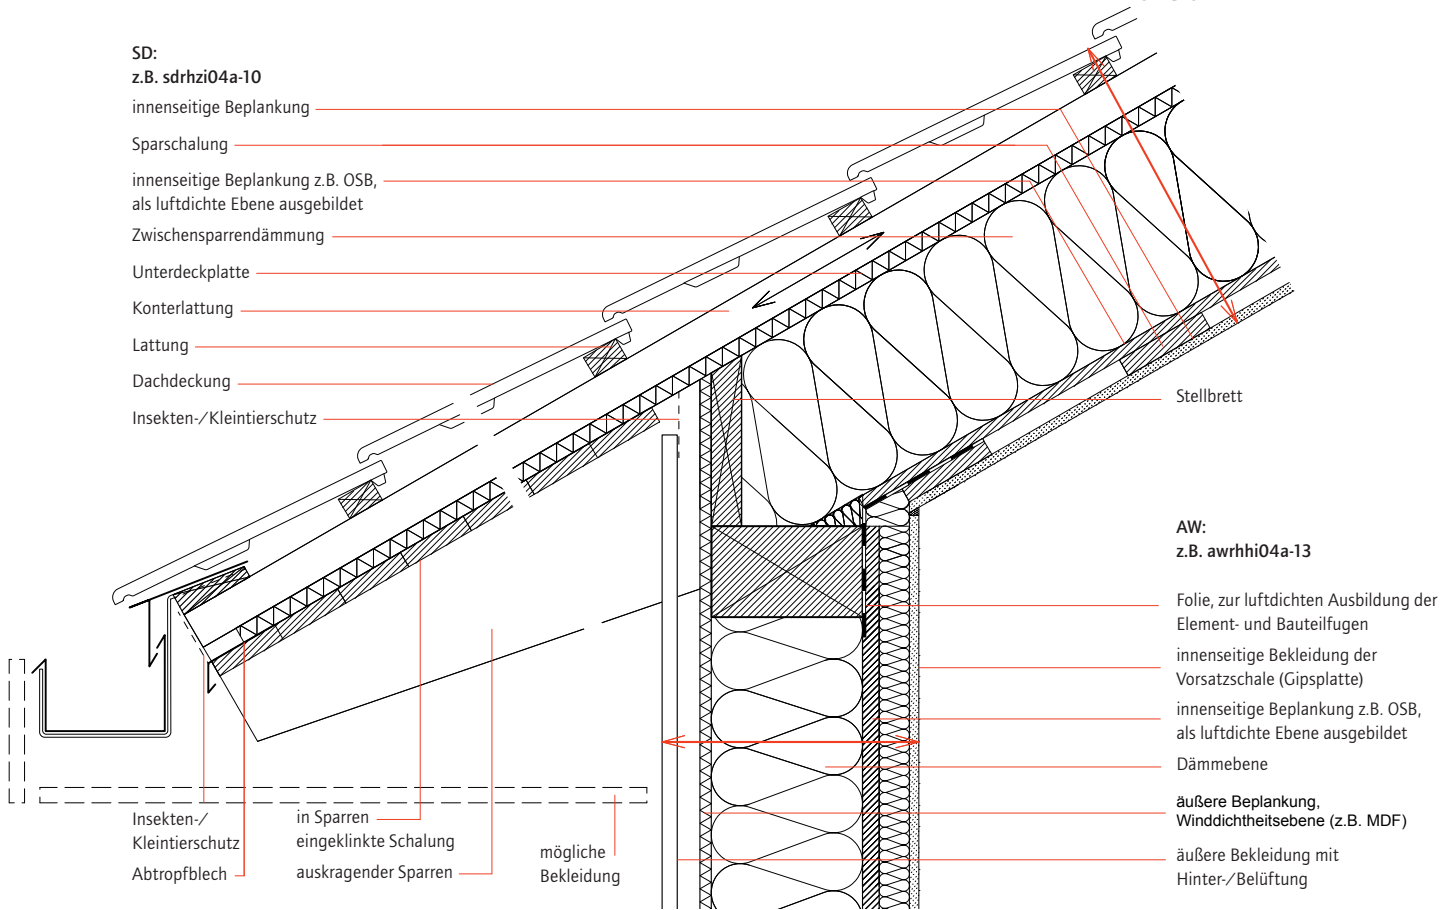 SD:
z.B. sdrhzi04a-10
innenseitige Beplankung
Sparschalung
innenseitige Beplankung z.B. OSB,
als luftdichte Ebene ausgebildet
Zwischensparrendämmung
Unterdeckplatte
Konterlattung
Lattung
Dachdeckung
Insekten-/Kleintierschutz
Stellbrett
AW:
z.B. awrhhi04a-13
Folie, zur luftdichten Ausbildung der
Element- und Bauteilfugen
innenseitige Bekleidung der
Vorsatzschale (Gipsplatte)
innenseitige Beplankung z.B. OSB,
als luftdichte Ebene ausgebildet
Dämmebene
äußere Beplankung,
Winddichtheitsebene (z.B. MDF)
äußere Bekleidung mit
Hinter-/Belüftung
Insekten-/
Kleintierschutz
Abtropfblech
in Sparren
eingeklinkte Schalung
auskragender Sparren
mögliche
Bekleidung